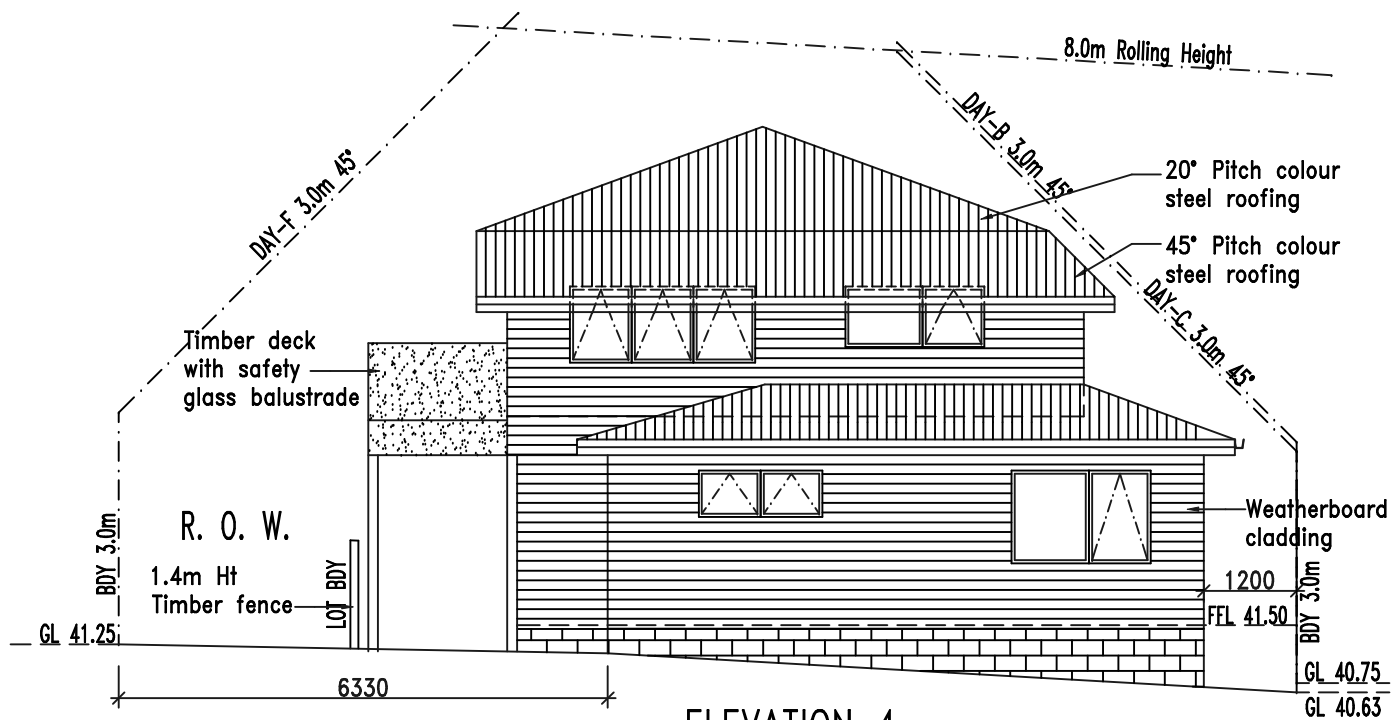 8.0m Rolling Height
DAY-B 3.0m 45°
DAY-F 3.0m 45°
20° Pitch colour
steel roofing
45° Pitch colour
steel roofing
DAY-C 3.0m 45°
Timber deck
with safety
glass balustrade
R. O. W.
BDY 3.0m
1.4m Ht
Timber fence
LOT BDY
Weatherboard
cladding
1200
FFL 41.50
BDY 3.0m
GL 41.25
GL 40.75
GL 40.63
6330